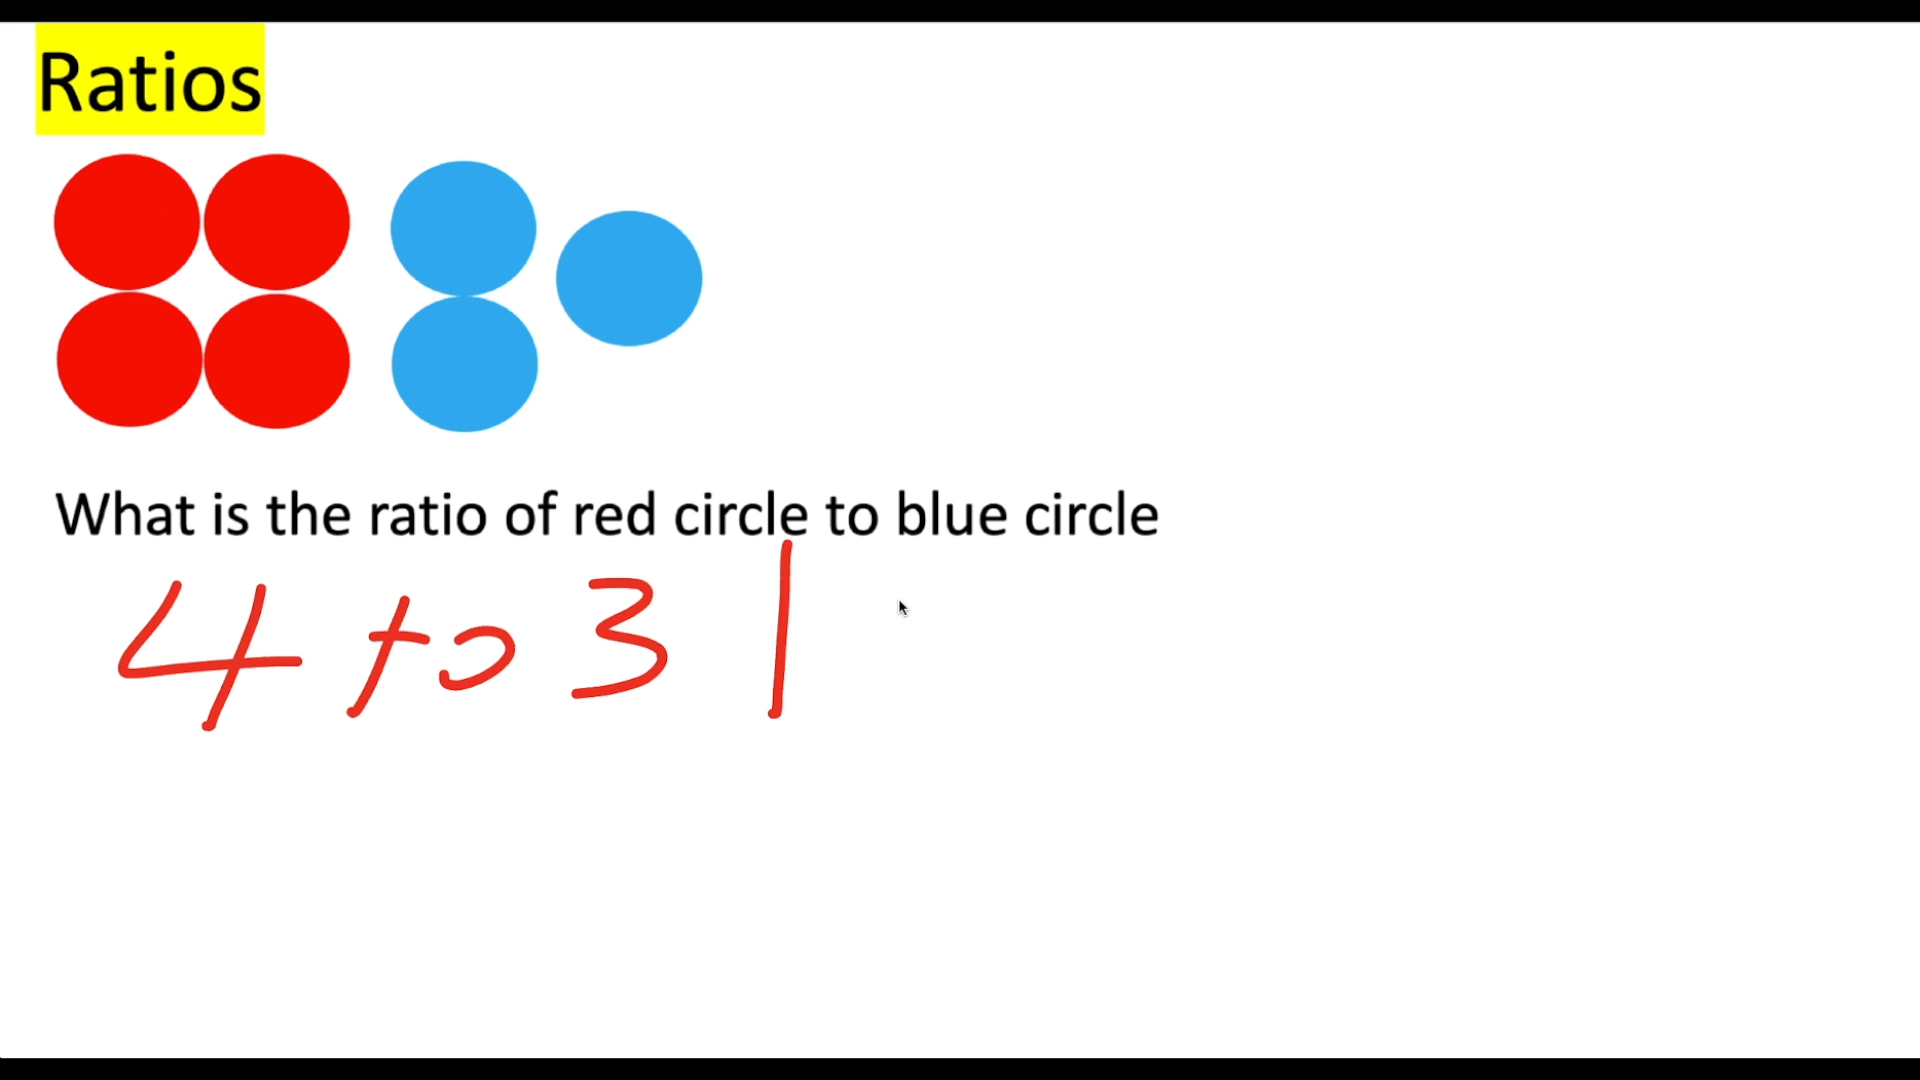 Ratios
What is the ratio of red circle to blue circle
4 to 3 |